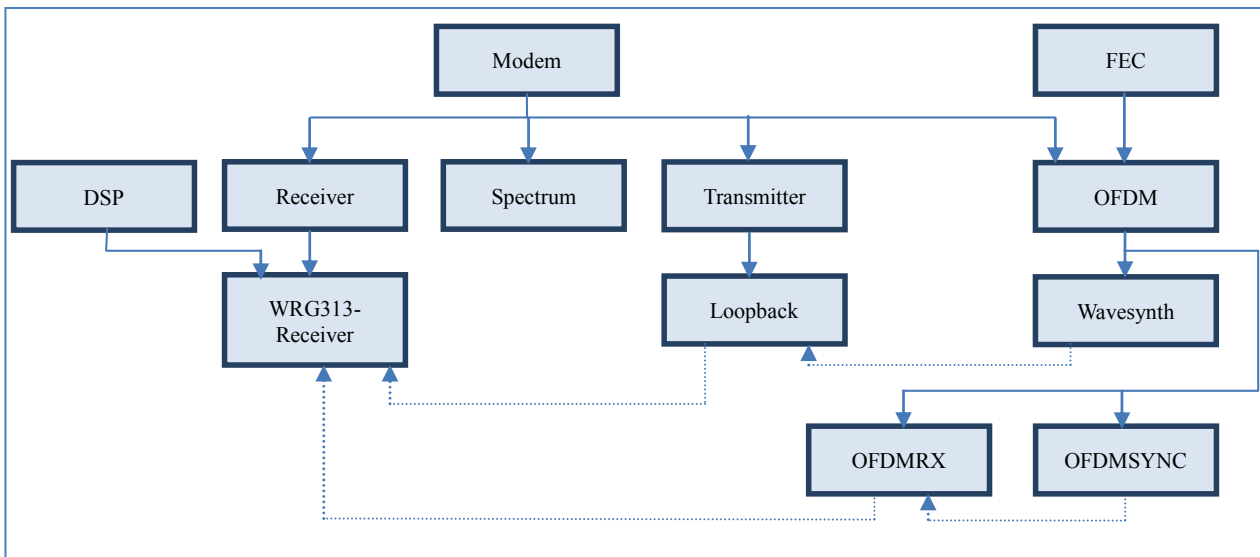 Modem
FEC
DSP
Receiver
Spectrum
Transmitter
OFDM
WRG313-
Receiver
Loopback
Wavesynth
OFDMRX
OFDMSYNC